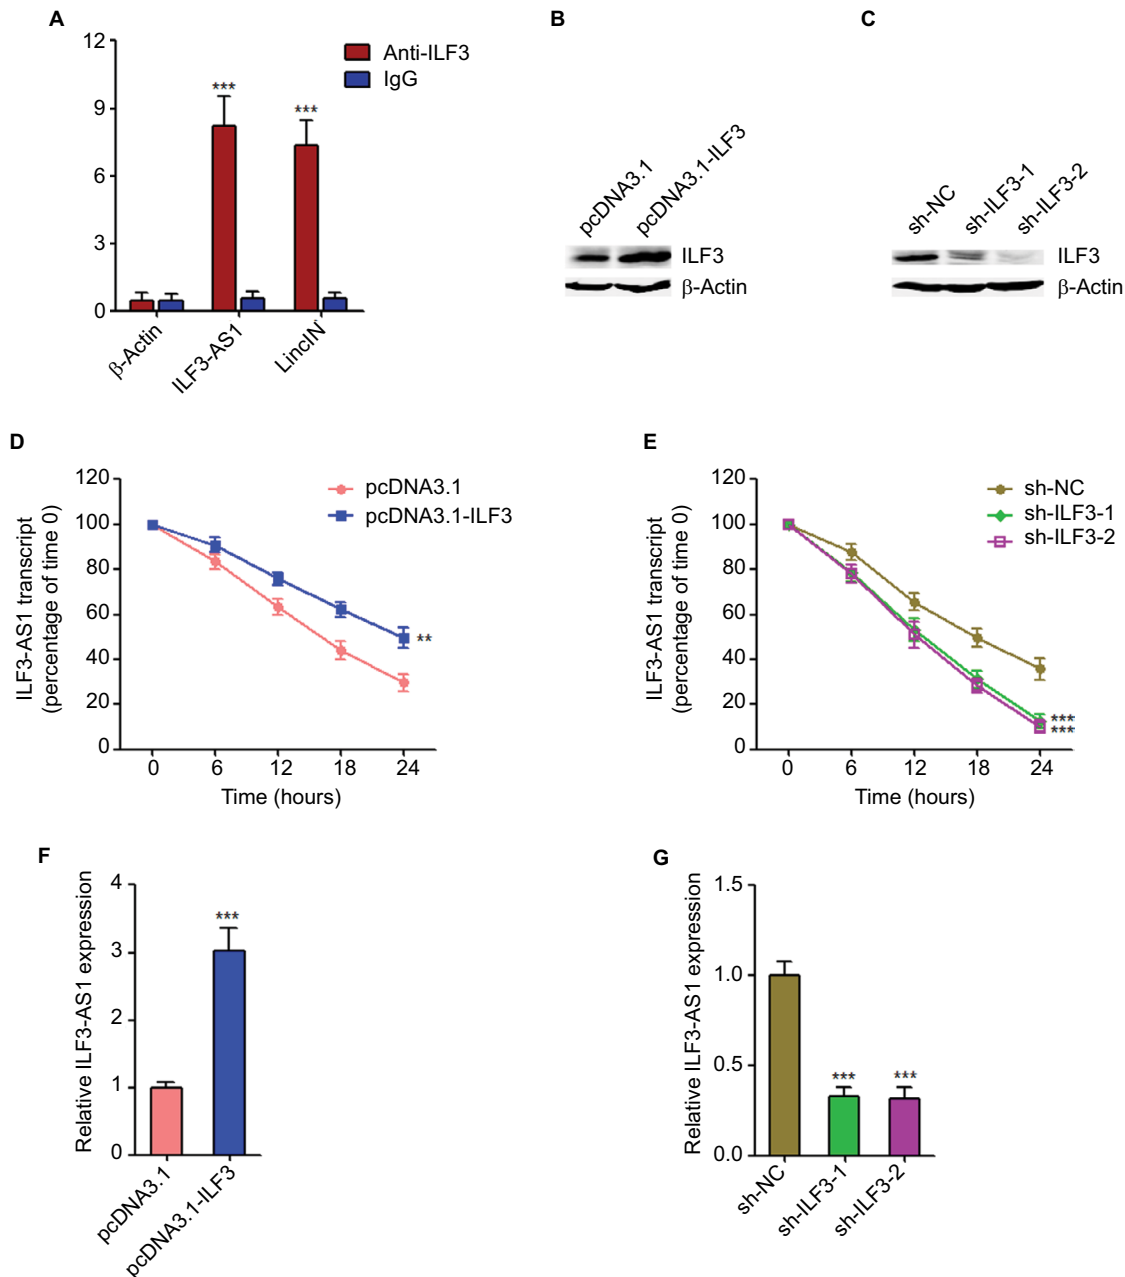 A
12
9
6
3
0
***
***
Anti-ILF3
IgG
β-Actin
ILF3-AS1
LincIN
B
pcDNA3.1
pcDNA3.1-ILF3
ILF3
β-Actin
C
sh-NC
sh-ILF3-1
sh-ILF3-2
ILF3
β-Actin
D
ILF3-AS1 transcript
(percentage of time 0)
120
100
80
60
40
20
0
pcDNA3.1
pcDNA3.1-ILF3
**
0 6 12 18 24
Time (hours)
E
ILF3-AS1 transcript
(percentage of time 0)
120
100
80
60
40
20
0
sh-NC
sh-ILF3-1
sh-ILF3-2
***
***
0 6 12 18 24
Time (hours)
F
Relative ILF3-AS1 expression
4
3
2
1
0
***
pcDNA3.1
pcDNA3.1-ILF3
G
Relative ILF3-AS1 expression
1.5
1.0
0.5
0.0
***
***
sh-NC
sh-ILF3-1
sh-ILF3-2